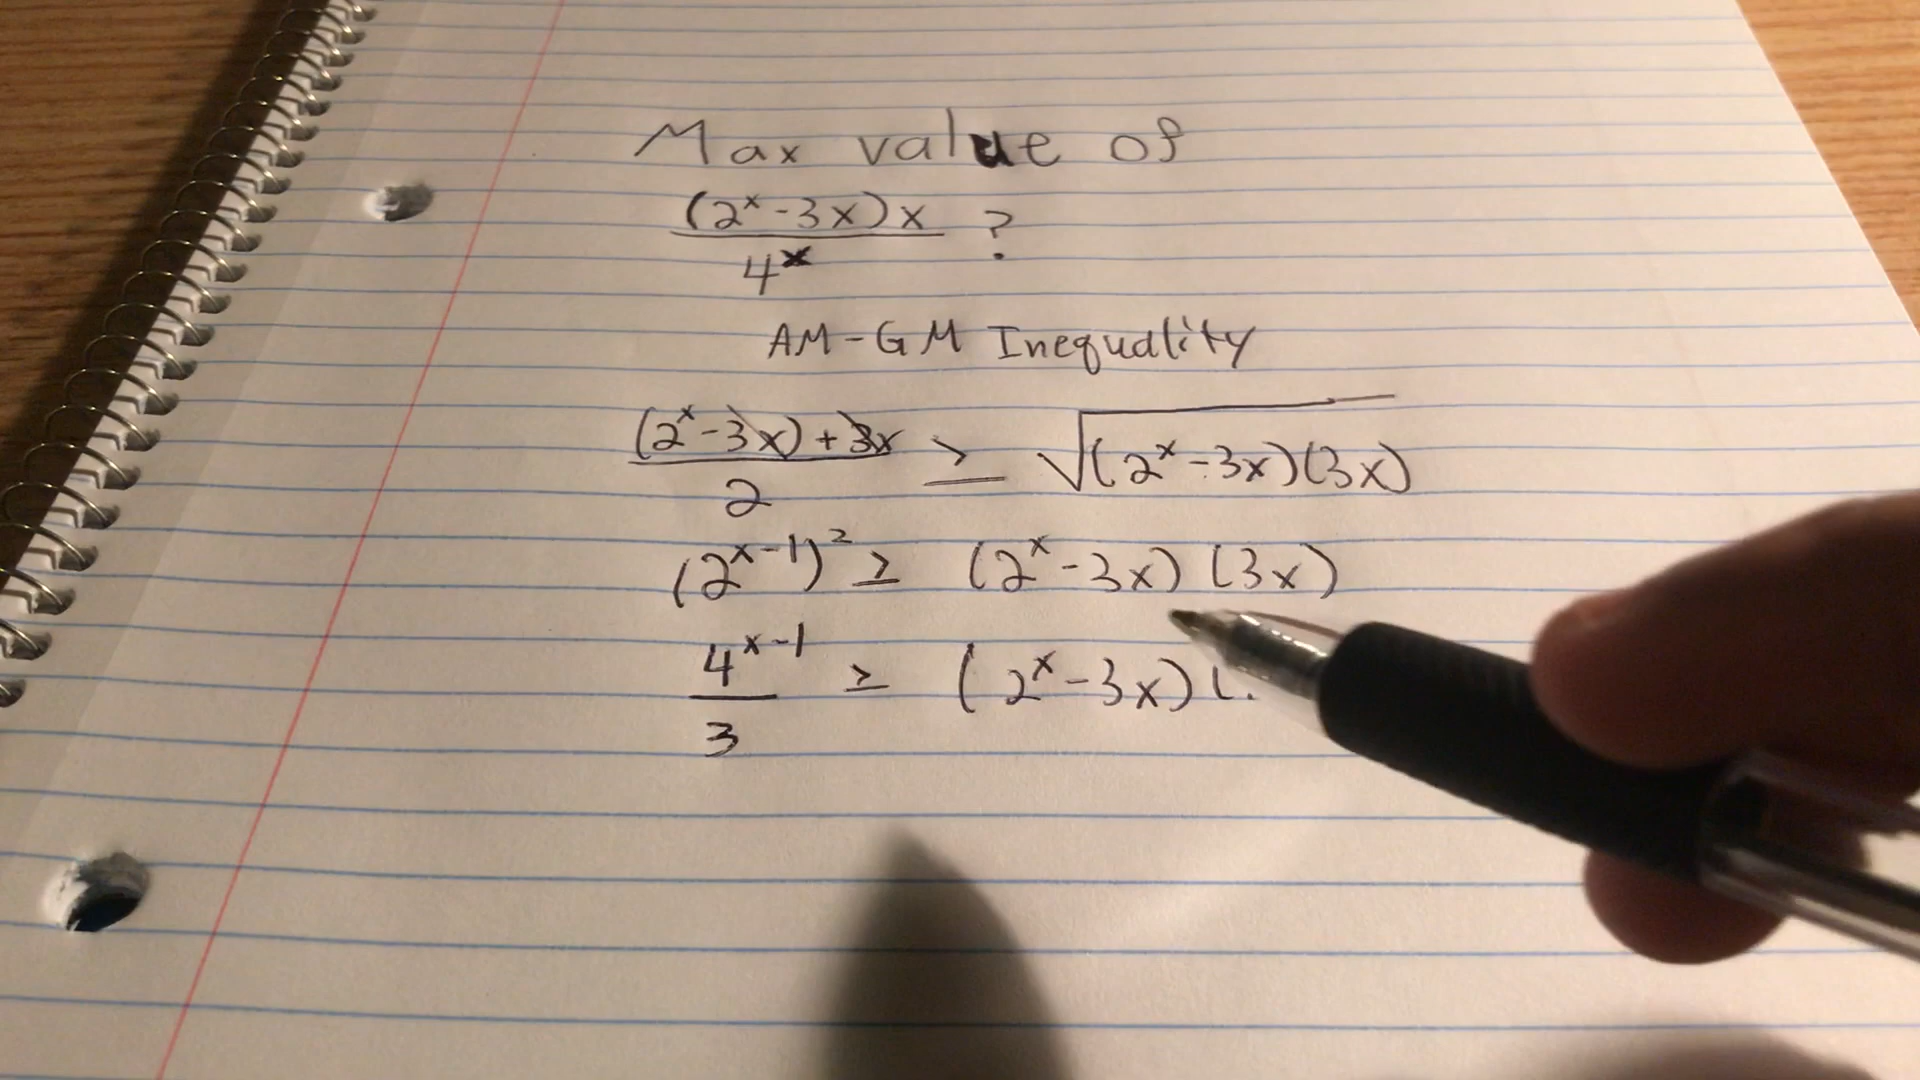 Max value of
(2^x - 3x)x / 4^x ?
AM-GM Inequality
((2^x - 3x) + 3x) / 2 ≥ √((2^x - 3x)(3x))
(2^(x-1))^2 ≥ (2^x - 3x)(3x)
4^(x-1) / 3 ≥ (2^x - 3x)(